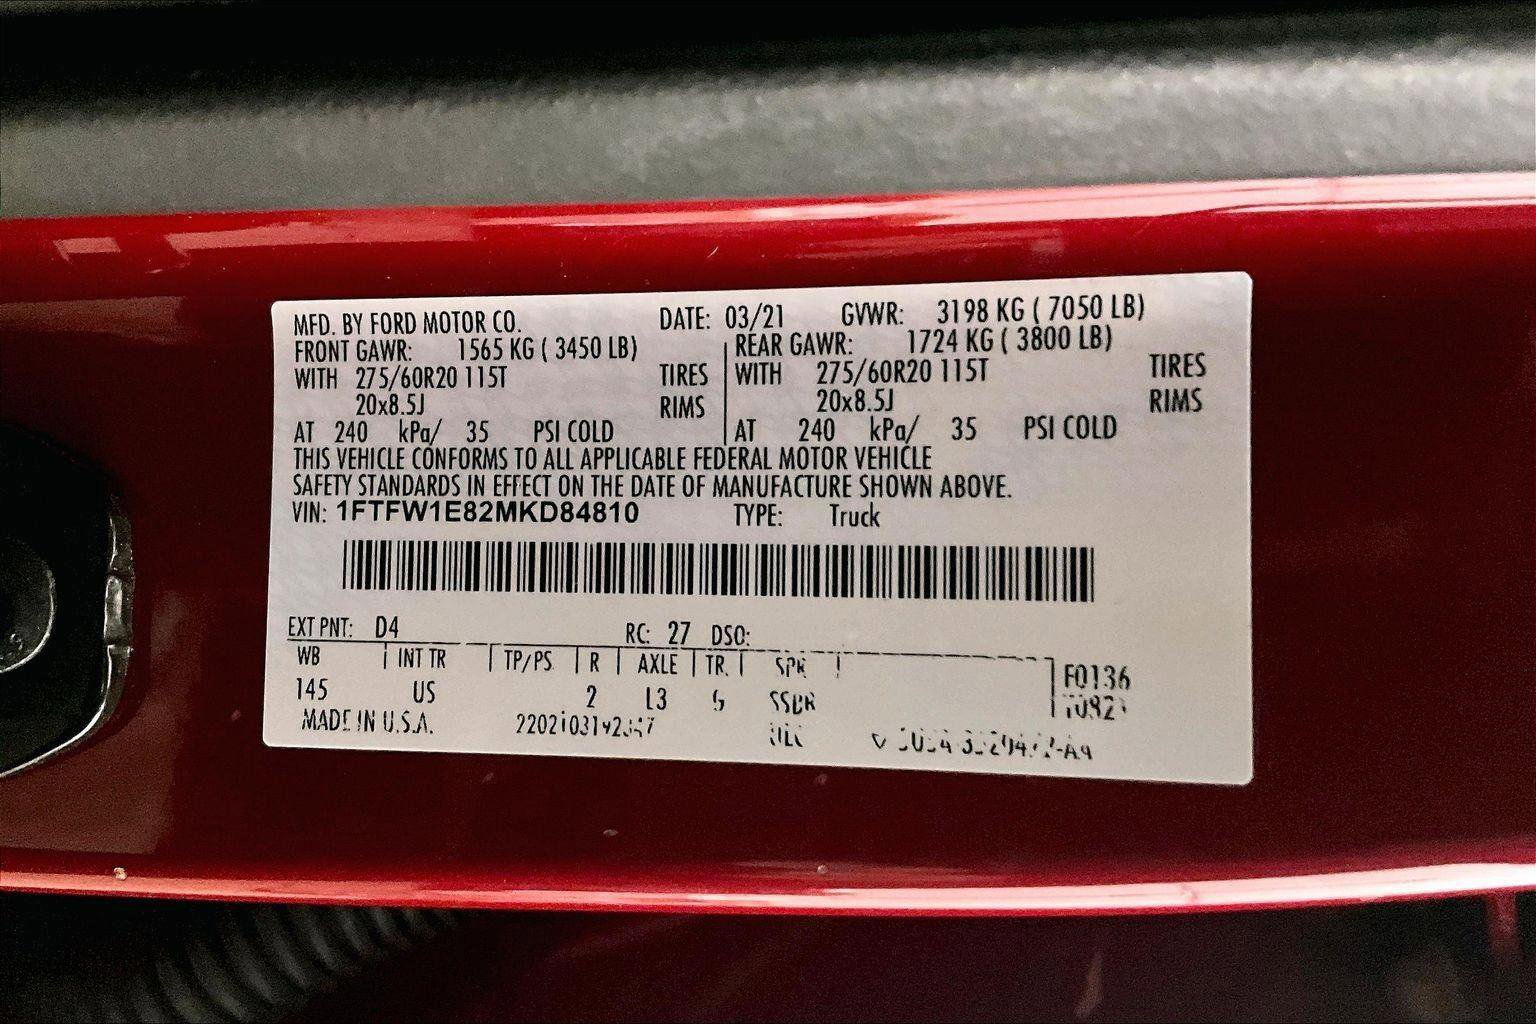 MFD. BY FORD MOTOR CO. DATE: 03/21 GVWR: 3198 KG ( 7050 LB)
FRONT GAWR: 1565 KG ( 3450 LB) REAR GAWR: 1724 KG ( 3800 LB)
WITH 275/60R20 115T TIRES WITH 275/60R20 115T TIRES
20x8.5J RIMS 20x8.5J RIMS
AT 240 kPa/ 35 PSI COLD AT 240 kPa/ 35 PSI COLD
THIS VEHICLE CONFORMS TO ALL APPLICABLE FEDERAL MOTOR VEHICLE
SAFETY STANDARDS IN EFFECT ON THE DATE OF MANUFACTURE SHOWN ABOVE.
VIN: 1FTFW1E82MKD84810 TYPE: Truck
EXT PNT: D4 RC: 27 DSO:
WB INT TR TP/PS R AXLE TR SPR F0136
145 US 2 L3
MADE IN U.S.A.